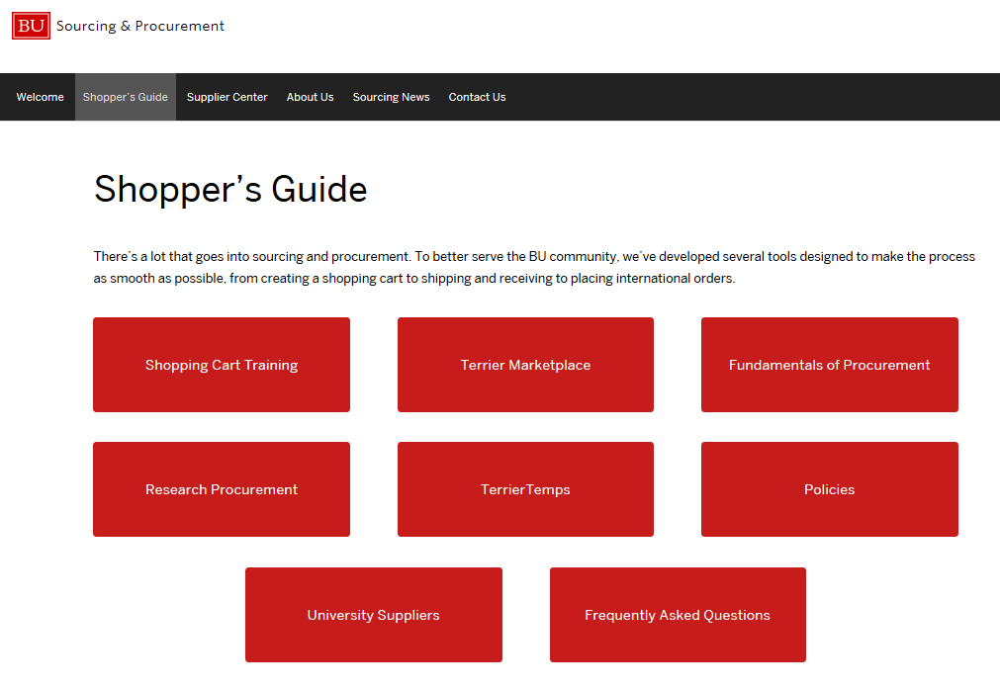 BU Sourcing & Procurement
Welcome Shopper's Guide Supplier Center About Us Sourcing News Contact Us
Shopper’s Guide
There's a lot that goes into sourcing and procurement. To better serve the BU community, we've developed several tools designed to make the process
as smooth as possible, from creating a shopping cart to shipping and receiving to placing international orders.
Shopping Cart Training
Terrier Marketplace
Fundamentals of Procurement
Research Procurement
TerrierTemps
Policies
University Suppliers
Frequently Asked Questions